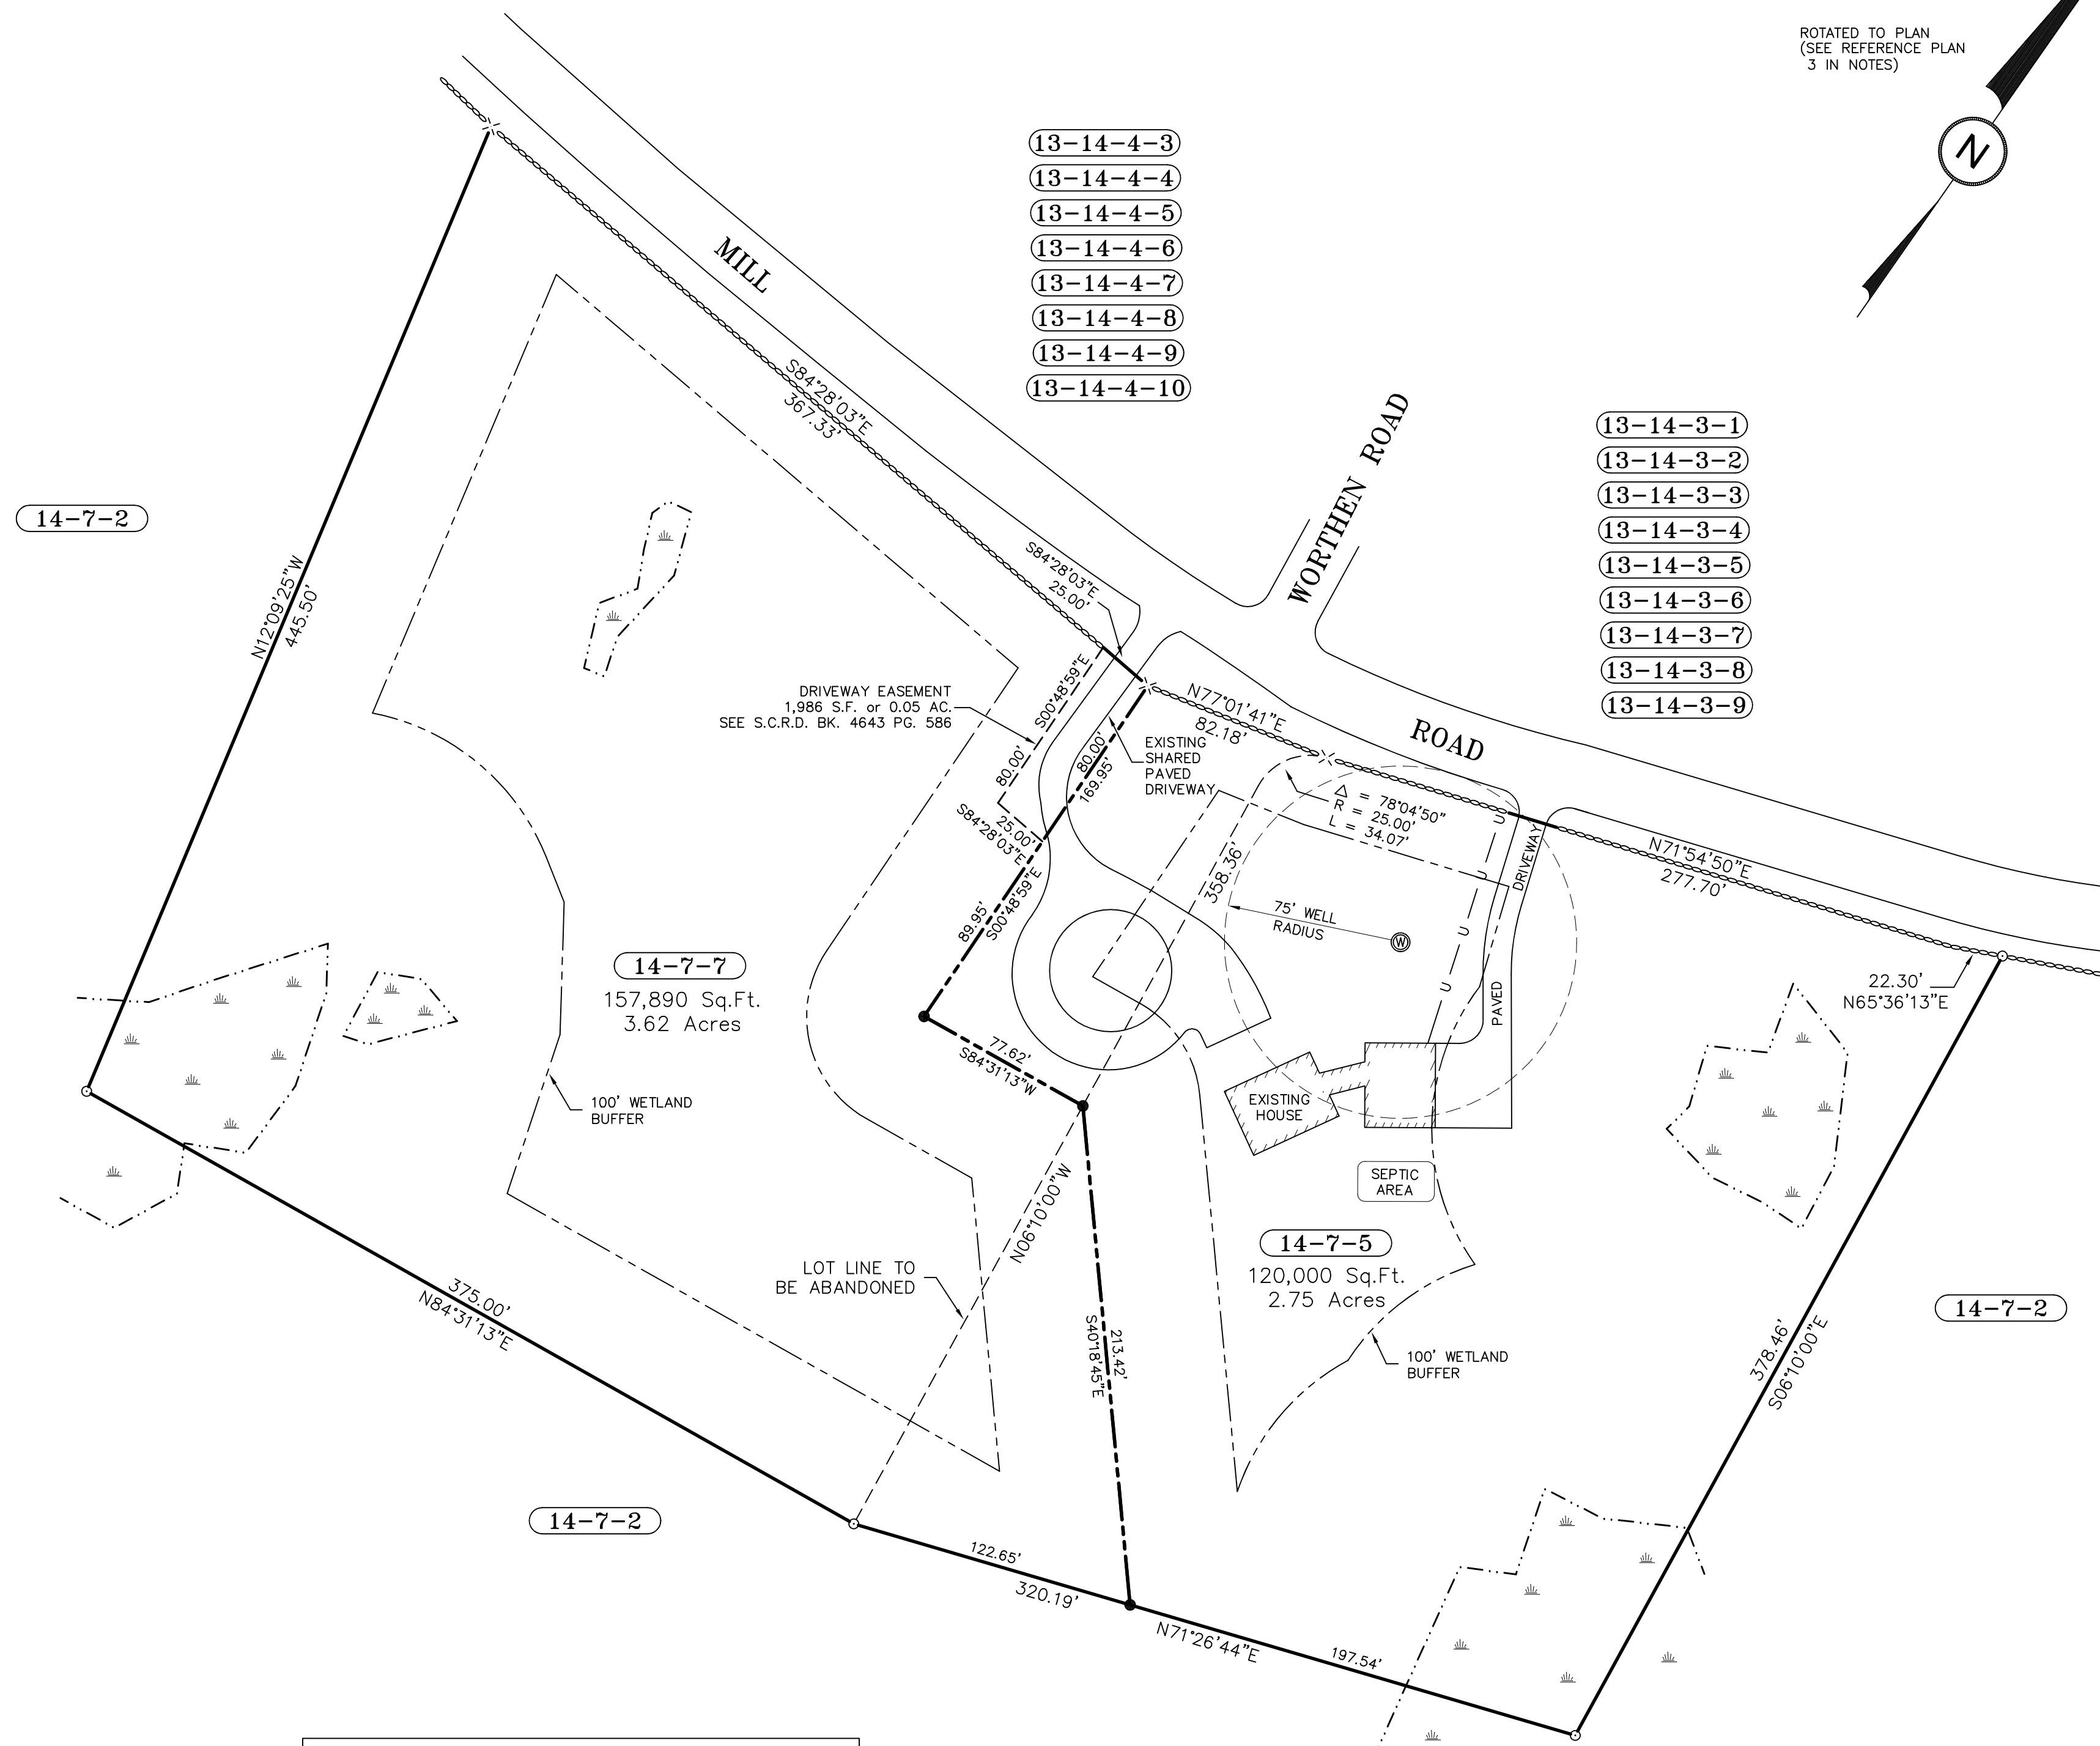 ROTATED TO PLAN
(SEE REFERENCE PLAN
3 IN NOTES)
N
13-14-4-3
13-14-4-4
13-14-4-5
13-14-4-6
13-14-4-7
13-14-4-8
13-14-4-9
13-14-4-10
MILL
S84°28'03"E
367.33'
WORTHEN ROAD
13-14-3-1
13-14-3-2
13-14-3-3
13-14-3-4
13-14-3-5
13-14-3-6
13-14-3-7
13-14-3-8
13-14-3-9
14-7-2
N12°09'25"W
445.50'
S84°28'03"E
25.00'
S00°48'59"E
80.00'
DRIVEWAY EASEMENT
1,986 S.F. or 0.05 AC.
SEE S.C.R.D. BK. 4643 PG. 586
N77°01'41"E
82.18'
ROAD
EXISTING
SHARED
PAVED
DRIVEWAY
80.00'
169.95'
25.00'
S84°28'03"E
△ = 78°04'50"
R = 25.00'
L = 34.07'
358.36'
U
U
U
U
DRIVEWAY
PAVED
N71°54'50"E
277.70'
75' WELL
RADIUS
W
89.95'
S00°48'59"E
22.30'
N65°36'13"E
14-7-7
157,890 Sq.Ft.
3.62 Acres
77.62'
S84°31'13"W
100' WETLAND
BUFFER
EXISTING
HOUSE
SEPTIC
AREA
N06°10'00"W
LOT LINE TO
BE ABANDONED
14-7-5
120,000 Sq.Ft.
2.75 Acres
14-7-2
375.00'
N84°31'13"E
213.42'
S40°18'45"E
100' WETLAND
BUFFER
378.46'
S06°10'00"E
14-7-2
122.65'
320.19'
N71°26'44"E
197.54'